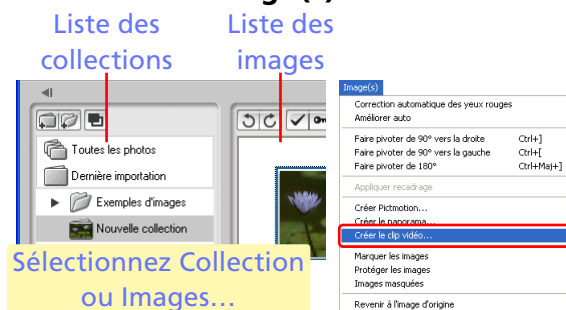 Liste des
collections
Liste des
images
Toutes les photos
Dernière importation
Exemples d'images
Nouvelle collection
Sélectionnez Collection
ou Images...
Image(s)
Correction automatique des yeux rouges
Améliorer auto
Faire pivoter de 90° vers la droite Ctrl+]
Faire pivoter de 90° vers la gauche Ctrl+[
Faire pivoter de 180° Ctrl+Maj+]
Appliquer recadrage
Créer Pictmotion...
Créer le panorama...
Créer le clip vidéo...
Marquer les images
Protéger les images
Images masquées
Revenir à l'image d'origine